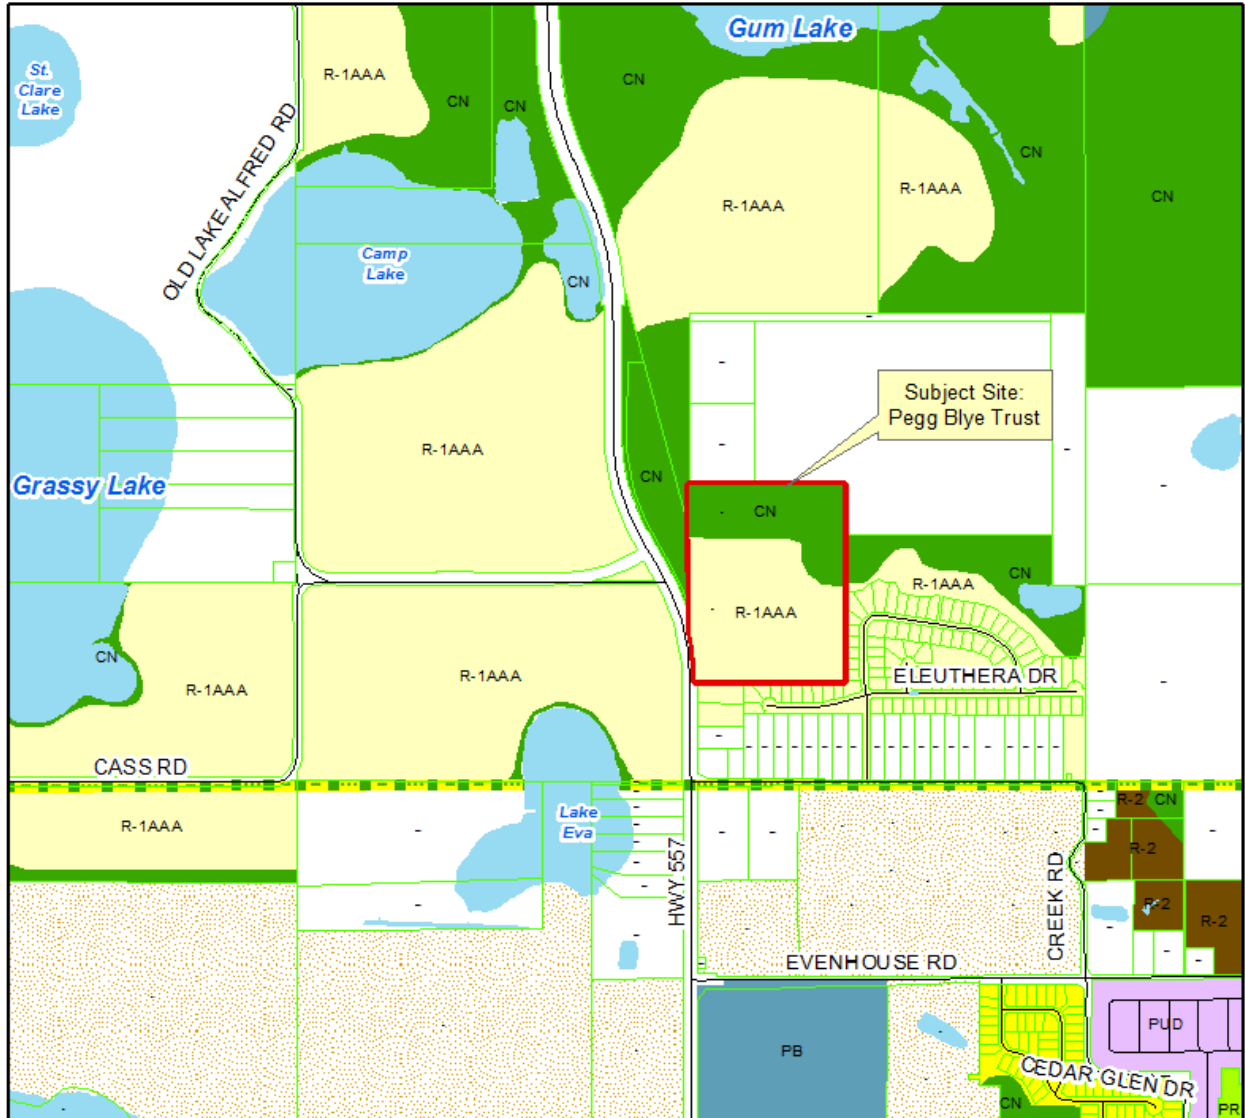 Gum Lake
St.
Clare
Lake
R-1AAA
CN
CN
CN
CN
CN
R-1AAA
R-1AAA
OLD LAKE ALFRED RD
Camp
Lake
CN
Subject Site:
Pegg Blye Trust
R-1AAA
CN
Grassy Lake
CN
R-1AAA
CN
R-1AAA
CN
R-1AAA
R-1AAA
ELEUTHERA DR
CASS RD
R-1AAA
Lake
Eva
HWY 557
CREEK RD
R-2
CN
R-2
R-2
R-2
EVENHOUSE RD
PB
PUD
CEDAR GLEN DR
CN
PR